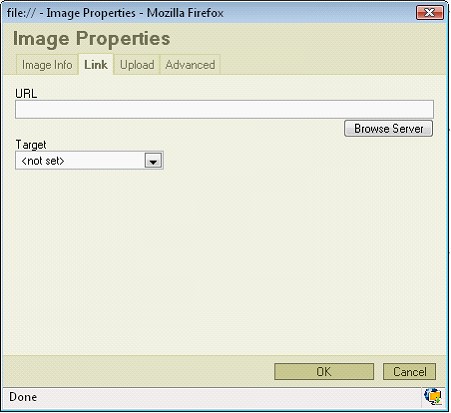 file:// - Image Properties - Mozilla Firefox
Image Properties
Image Info Link Upload Advanced
URL
Browse Server
Target
<not set>
OK Cancel
Done